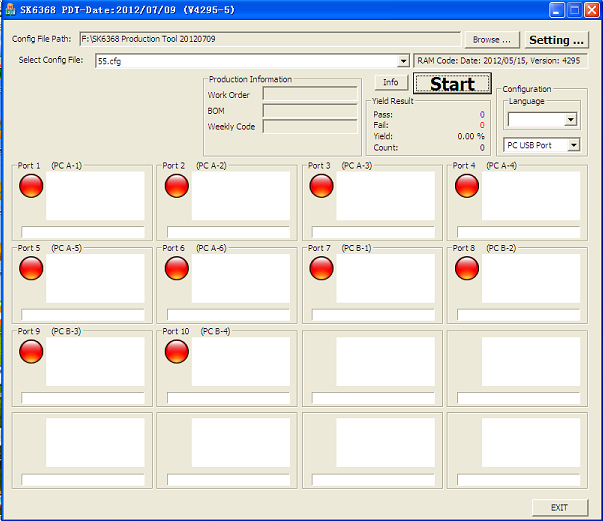 SK6368 PDT-Date:2012/07/09 (V4295-5)
Config File Path: F:\SK6368 Production Tool 20120709 Browse ... Setting ...
Select Config File: 55.cfg RAM Code: Date: 2012/05/15, Version: 4295
Production Information Info Start Configuration
Work Order Yield Result Language
BOM Pass: 0
Weekly Code Fail: 0
Yield: 0.00 % PC USB Port
Count: 0
Port 1 (PC A-1) Port 2 (PC A-2) Port 3 (PC A-3) Port 4 (PC A-4)
Port 5 (PC A-5) Port 6 (PC A-6) Port 7 (PC B-1) Port 8 (PC B-2)
Port 9 (PC B-3) Port 10 (PC B-4)
EXIT